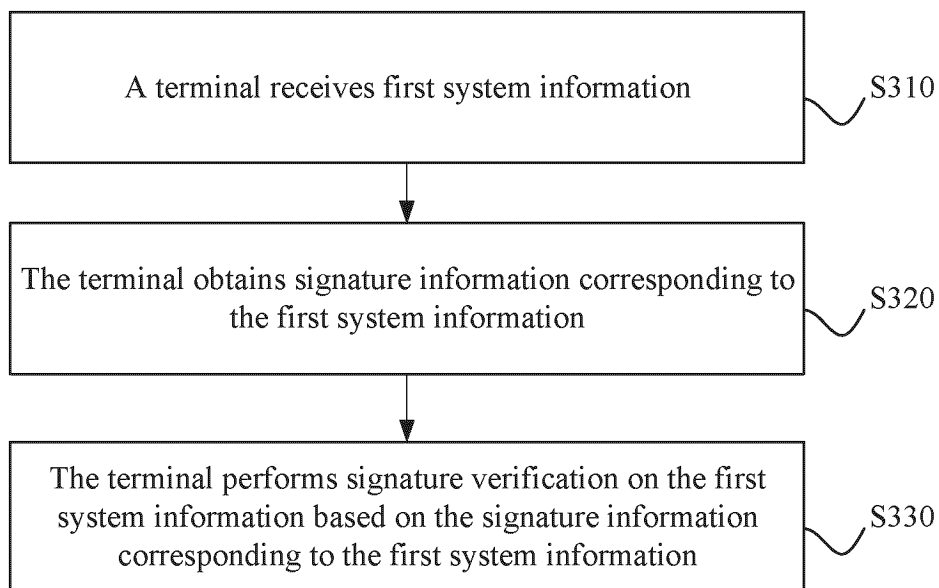 A terminal receives first system information
S310
The terminal obtains signature information corresponding to
the first system information
S320
The terminal performs signature verification on the first
system information based on the signature information
corresponding to the first system information
S330